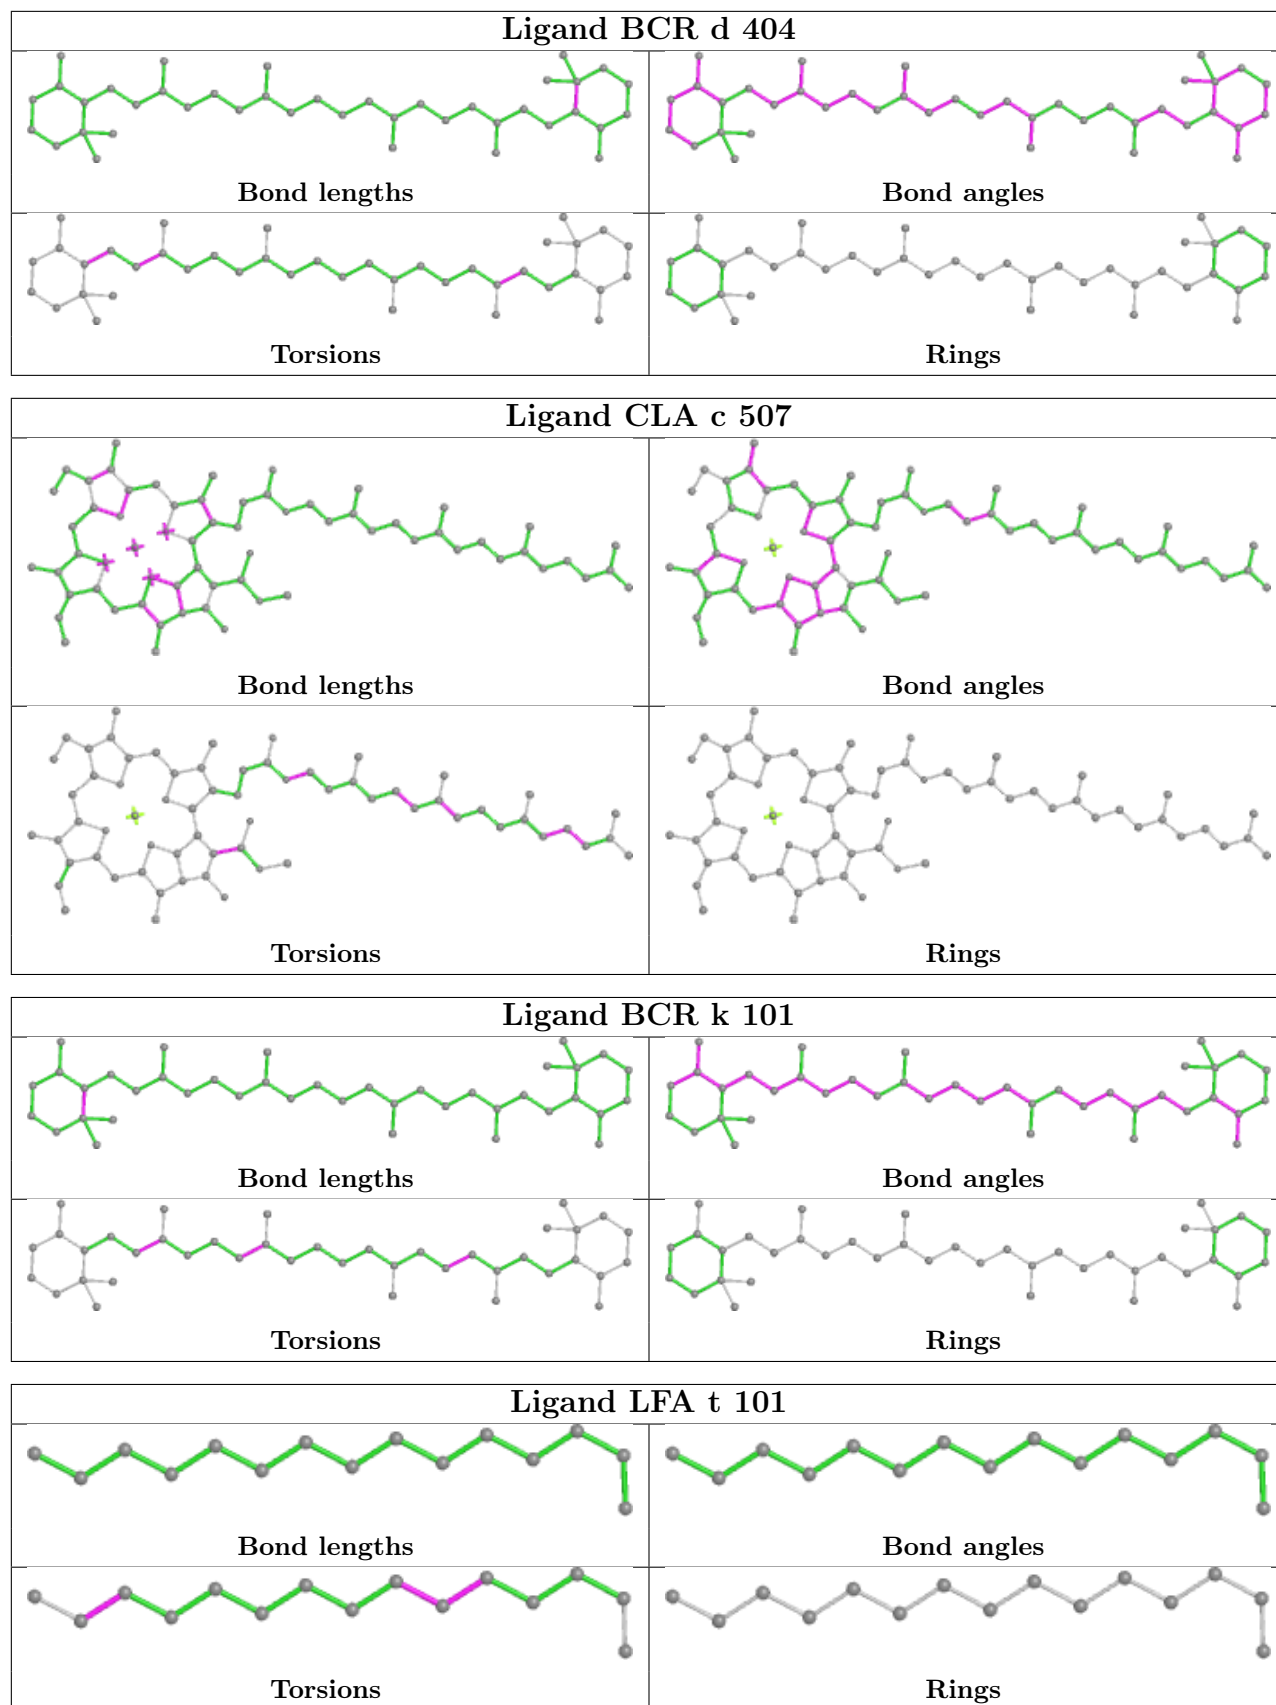 Ligand BCR d 404
Bond lengths
Bond angles
Torsions
Rings
Ligand CLA c 507
Bond lengths
Bond angles
Torsions
Rings
Ligand BCR k 101
Bond lengths
Bond angles
Torsions
Rings
Ligand LFA t 101
Bond lengths
Bond angles
Torsions
Rings